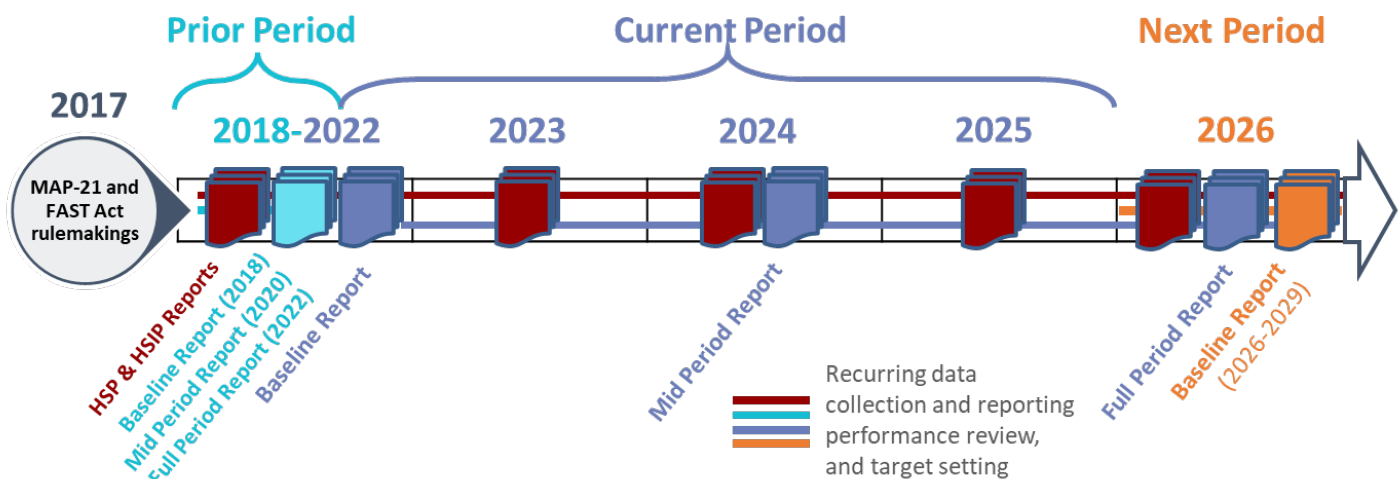 Prior Period
Current Period
Next Period
2017
2018-2022
2023
2024
2025
2026
MAP-21 and
FAST Act
rulemakings
HSP & HSIP Reports
Baseline Report (2018)
Mid Period Report (2020)
Full Period Report (2022)
Baseline Report
Mid Period Report
Full Period Report
Baseline Report
(2026-2029)
Recurring data
collection and reporting
performance review,
and target setting